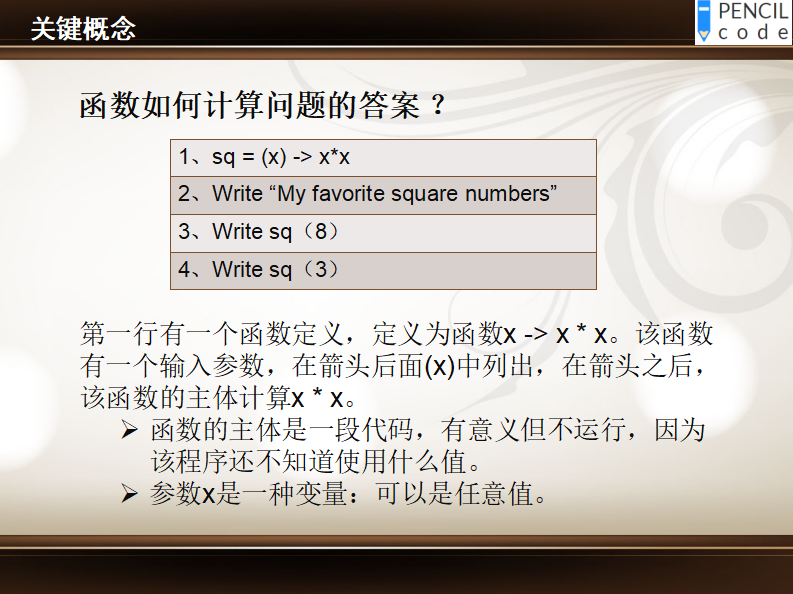 关键概念
PENCIL
code
函数如何计算问题的答案？
1、sq = (x) -> x*x
2、Write “My favorite square numbers”
3、Write sq（8）
4、Write sq（3）
第一行有一个函数定义，定义为函数x -> x * x。该函数
有一个输入参数，在箭头后面(x)中列出，在箭头之后，
该函数的主体计算x * x。
➢ 函数的主体是一段代码，有意义但不运行，因为
该程序还不知道使用什么值。
➢ 参数x是一种变量：可以是任意值。